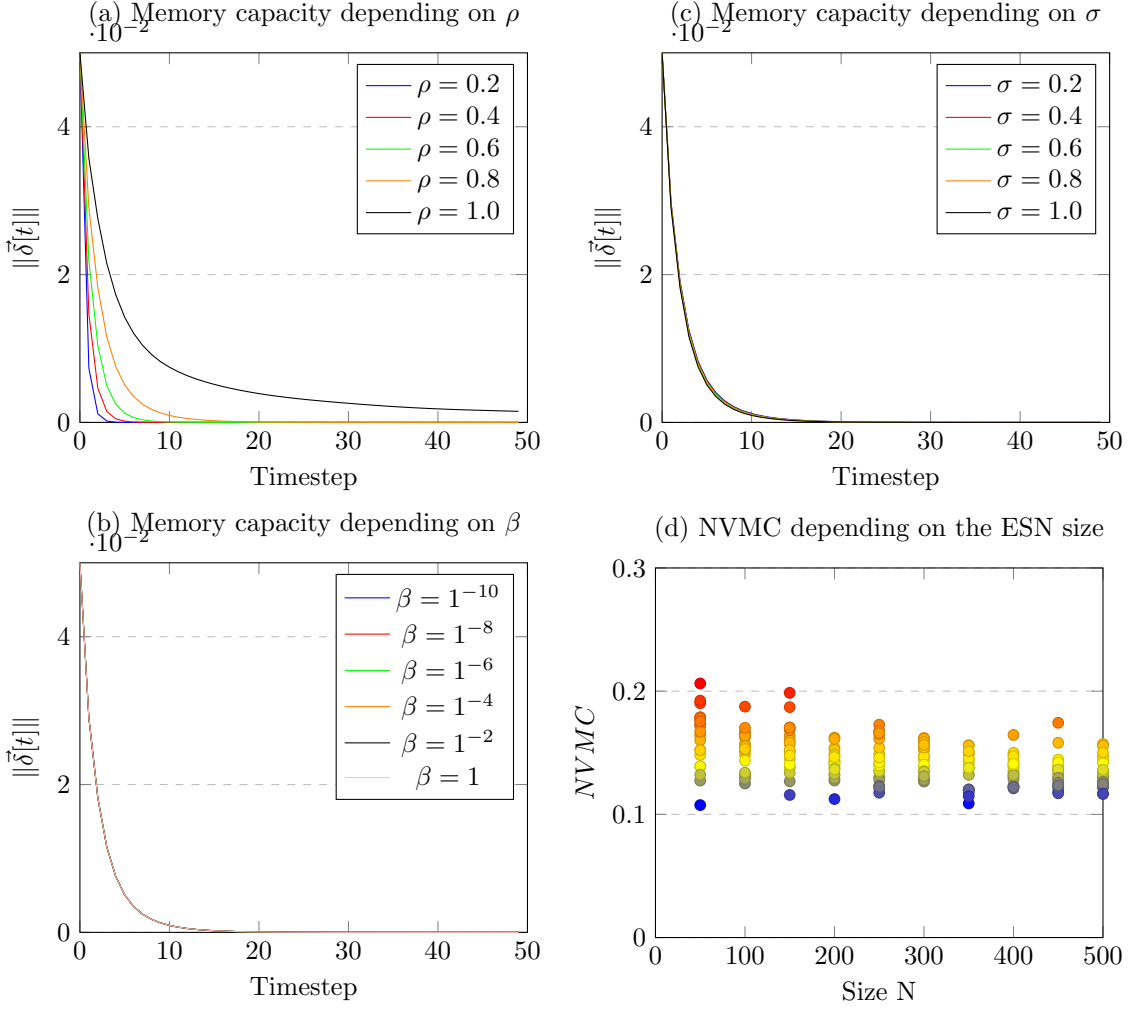 (a) Memory capacity depending on ρ
·10⁻²
4
2
0
0 10 20 30 40 50
Timestep
||δ⃗[t]||
ρ = 0.2
ρ = 0.4
ρ = 0.6
ρ = 0.8
ρ = 1.0
(c) Memory capacity depending on σ
·10⁻²
4
2
0
0 10 20 30 40 50
Timestep
||δ⃗[t]||
σ = 0.2
σ = 0.4
σ = 0.6
σ = 0.8
σ = 1.0
(b) Memory capacity depending on β
·10⁻²
4
2
0
0 10 20 30 40 50
Timestep
||δ⃗[t]||
β = 1⁻¹⁰
β = 1⁻⁸
β = 1⁻⁶
β = 1⁻⁴
β = 1⁻²
β = 1
(d) NVMC depending on the ESN size
0.3
0.2
0.1
0
0 100 200 300 400 500
Size N
NVMC